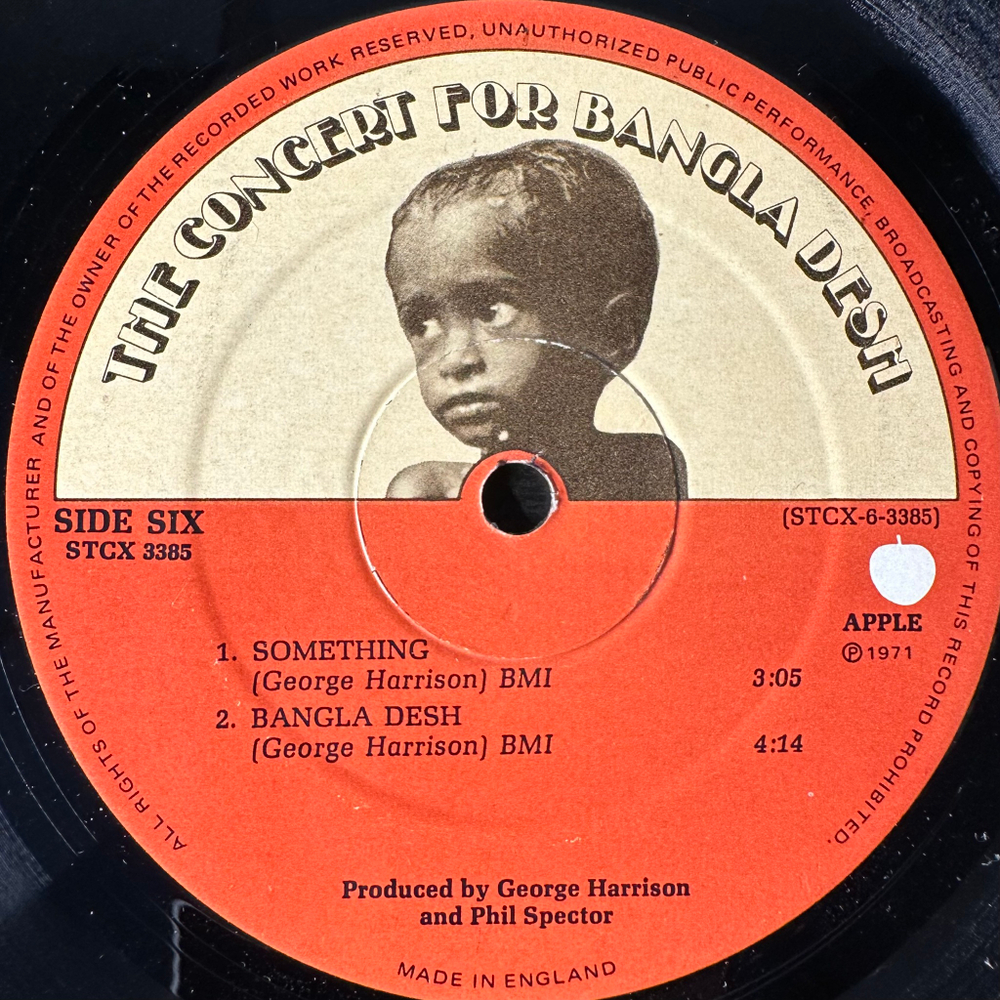 ALL RIGHTS OF THE MANUFACTURER AND OF THE OWNER OF THE RECORDED WORK RESERVED, UNAUTHORIZED PUBLIC PERFORMANCE, BROADCASTING AND COPYING OF THIS RECORD PROHIBITED.
THE CONCERT FOR BANGLA DESH
SIDE SIX
STCX 3385
(STCX-6-3385)
APPLE
℗ 1971
1. SOMETHING
(George Harrison) BMI 3:05
2. BANGLA DESH
(George Harrison) BMI 4:14
Produced by George Harrison
and Phil Spector
MADE IN ENGLAND